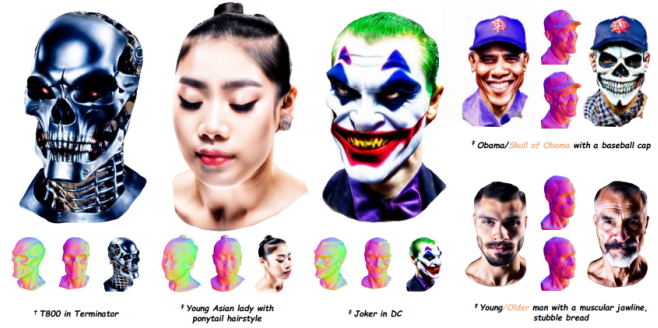 ‡ Obama/Skull of Obama with a baseball cap
† T800 in Terminator
‡ Young Asian lady with
ponytail hairstyle
‡ Joker in DC
‡ Young/Older man with a muscular jawline,
stubble bread